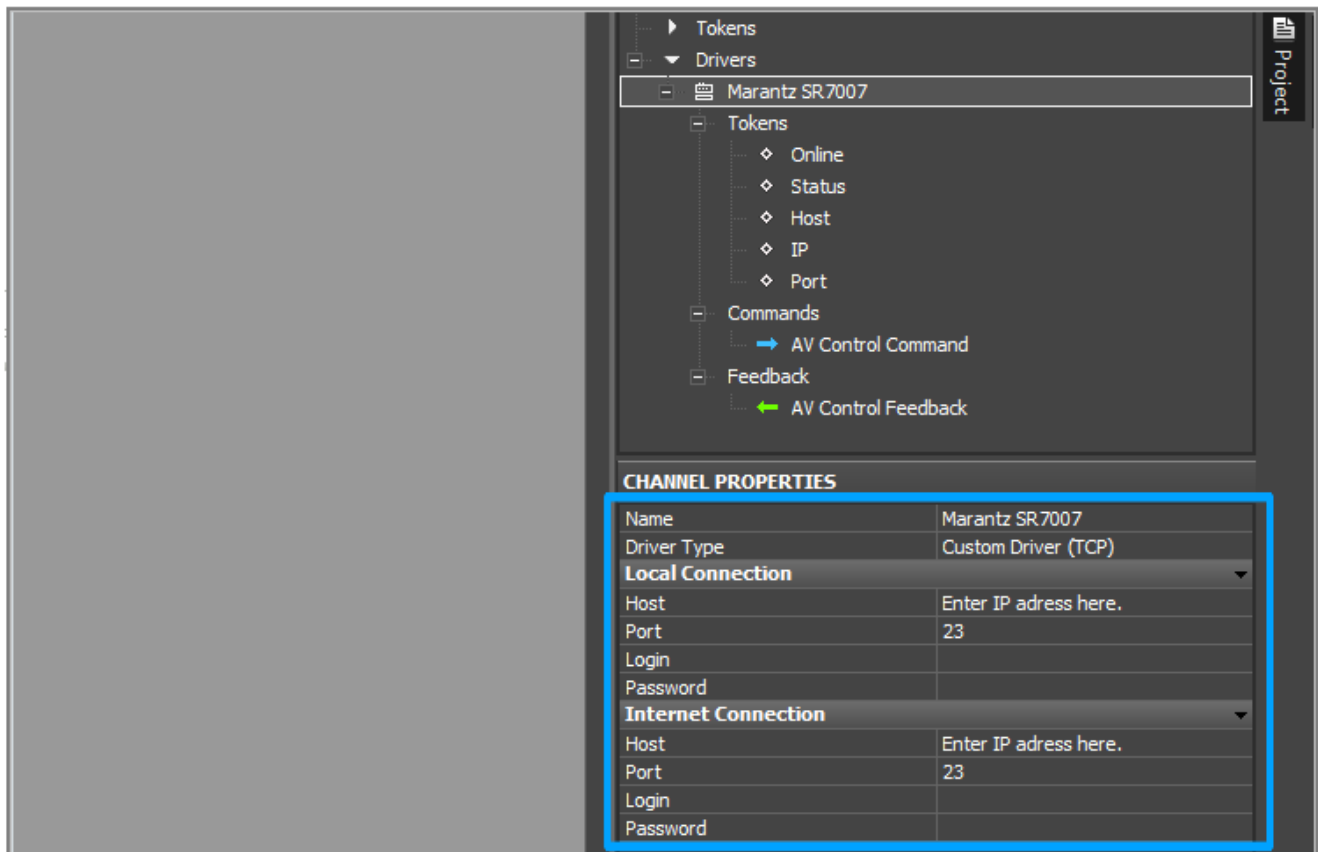 Tokens
Drivers
Marantz SR7007
Tokens
Online
Status
Host
IP
Port
Commands
AV Control Command
Feedback
AV Control Feedback
Project
CHANNEL PROPERTIES
Name Marantz SR7007
Driver Type Custom Driver (TCP)
Local Connection
Host Enter IP adress here.
Port 23
Login
Password
Internet Connection
Host Enter IP adress here.
Port 23
Login
Password